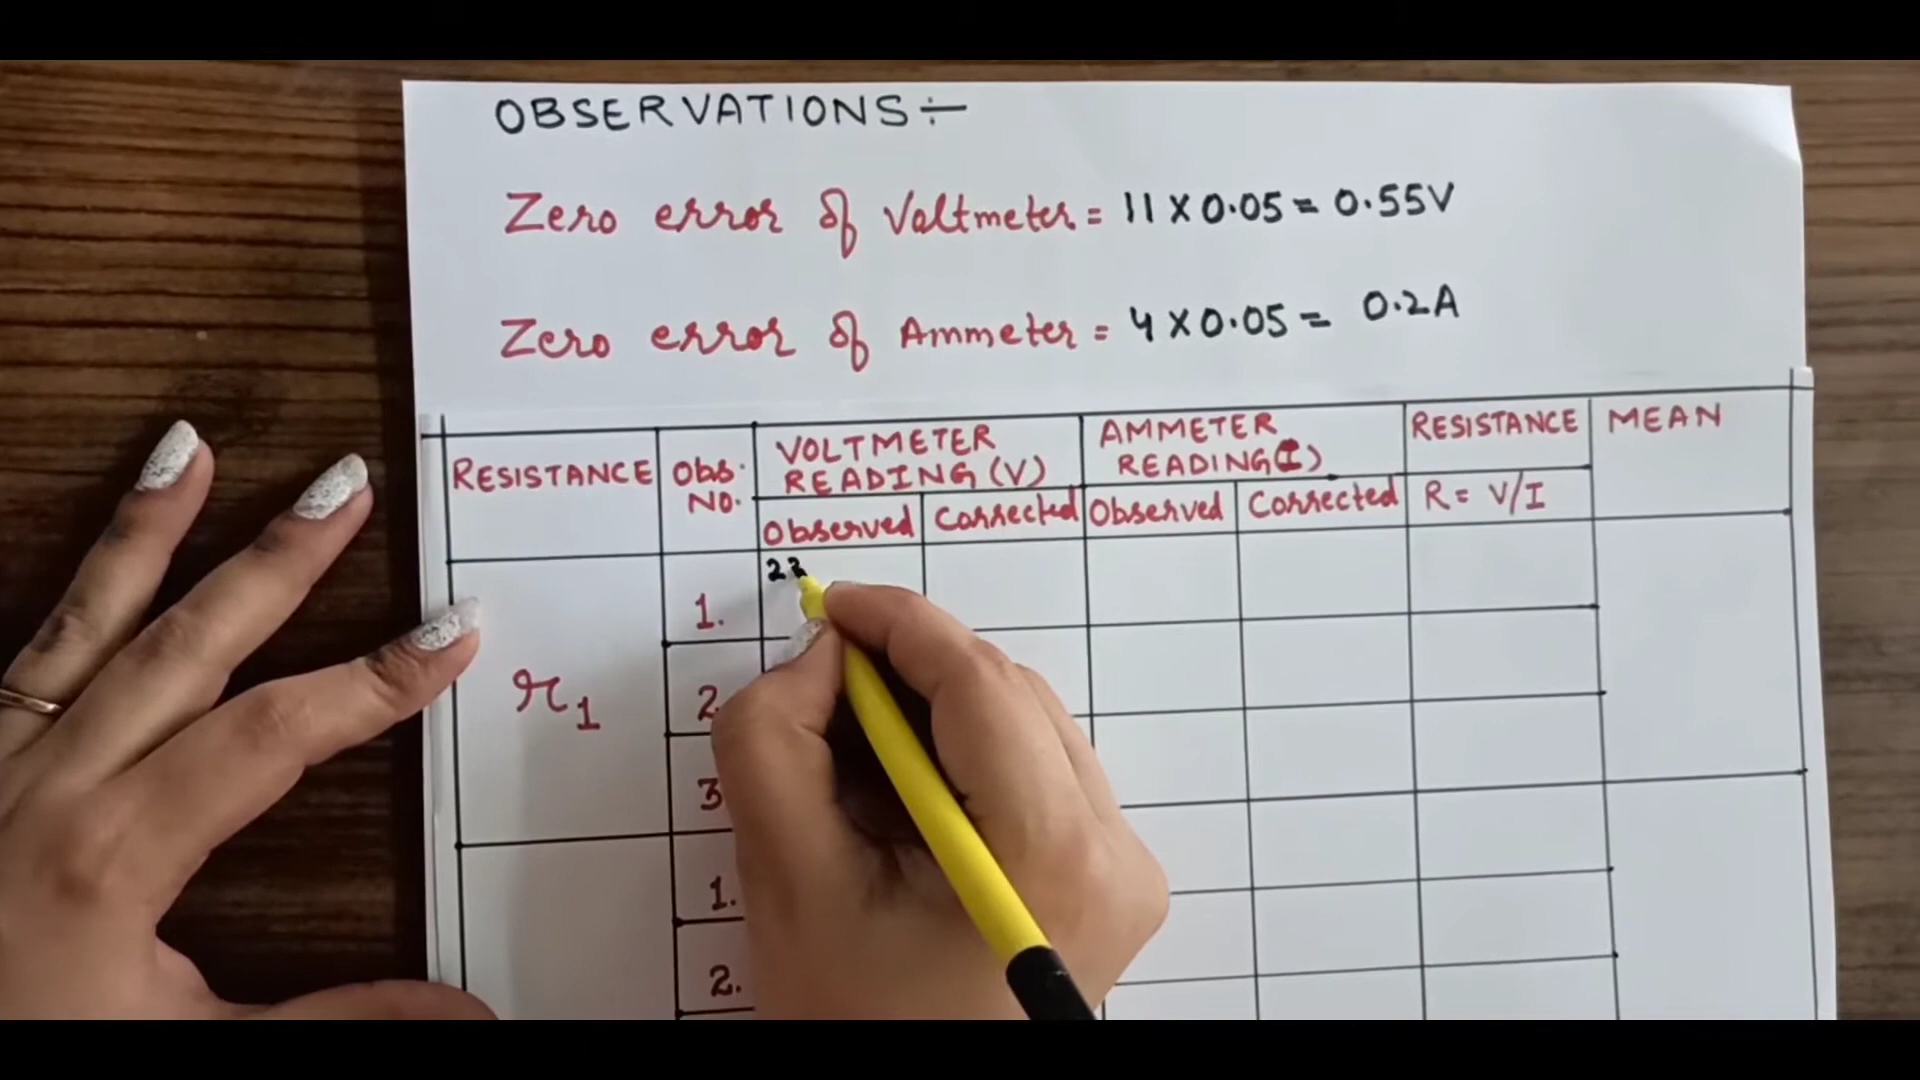 OBSERVATIONS÷
Zero error of Voltmeter = 11 X 0.05 = 0.55V
Zero error of Ammeter = 4 X 0.05 = 0.2A
RESISTANCE
Obs. NO.
VOLTMETER READING (V)
AMMETER READING (I)
RESISTANCE
MEAN
Observed
Corrected
Observed
Corrected
R = V/I
r1
1.
22
2.
3
1.
2.